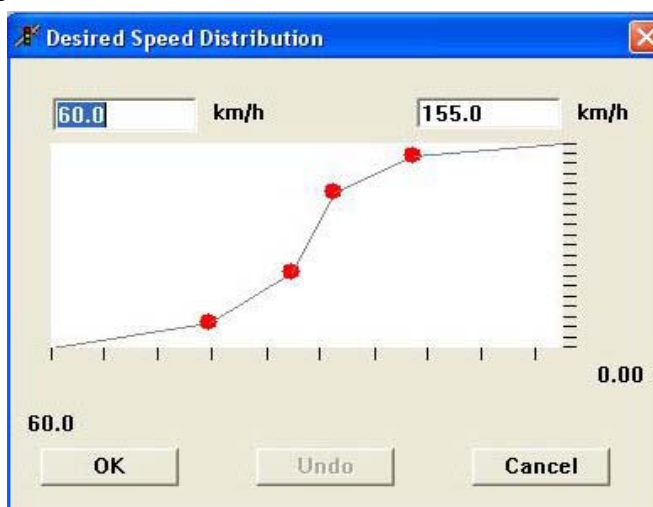 Desired Speed Distribution
60.0 km/h 155.0 km/h
0.00
60.0
OK Undo Cancel